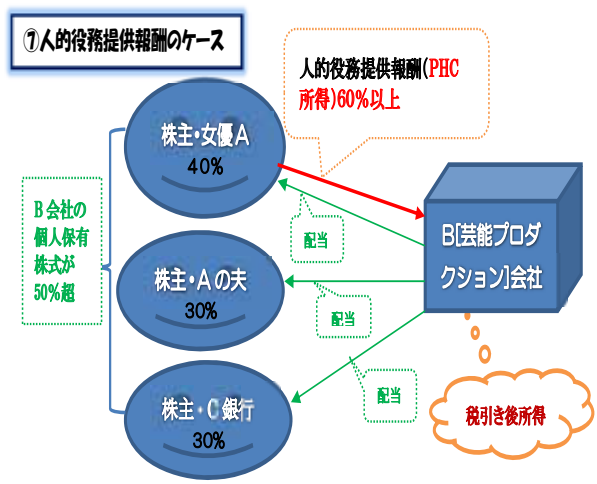 ⑦人的役務提供報酬のケース
人的役務提供報酬(PHC
所得)60%以上
株主・女優A
40%
B会社の
個人保有
株式が
50%超
配当
B[芸能プロダ
クション]会社
株主・Aの夫
30%
配当
配当
株主・C銀行
30%
税引き後所得